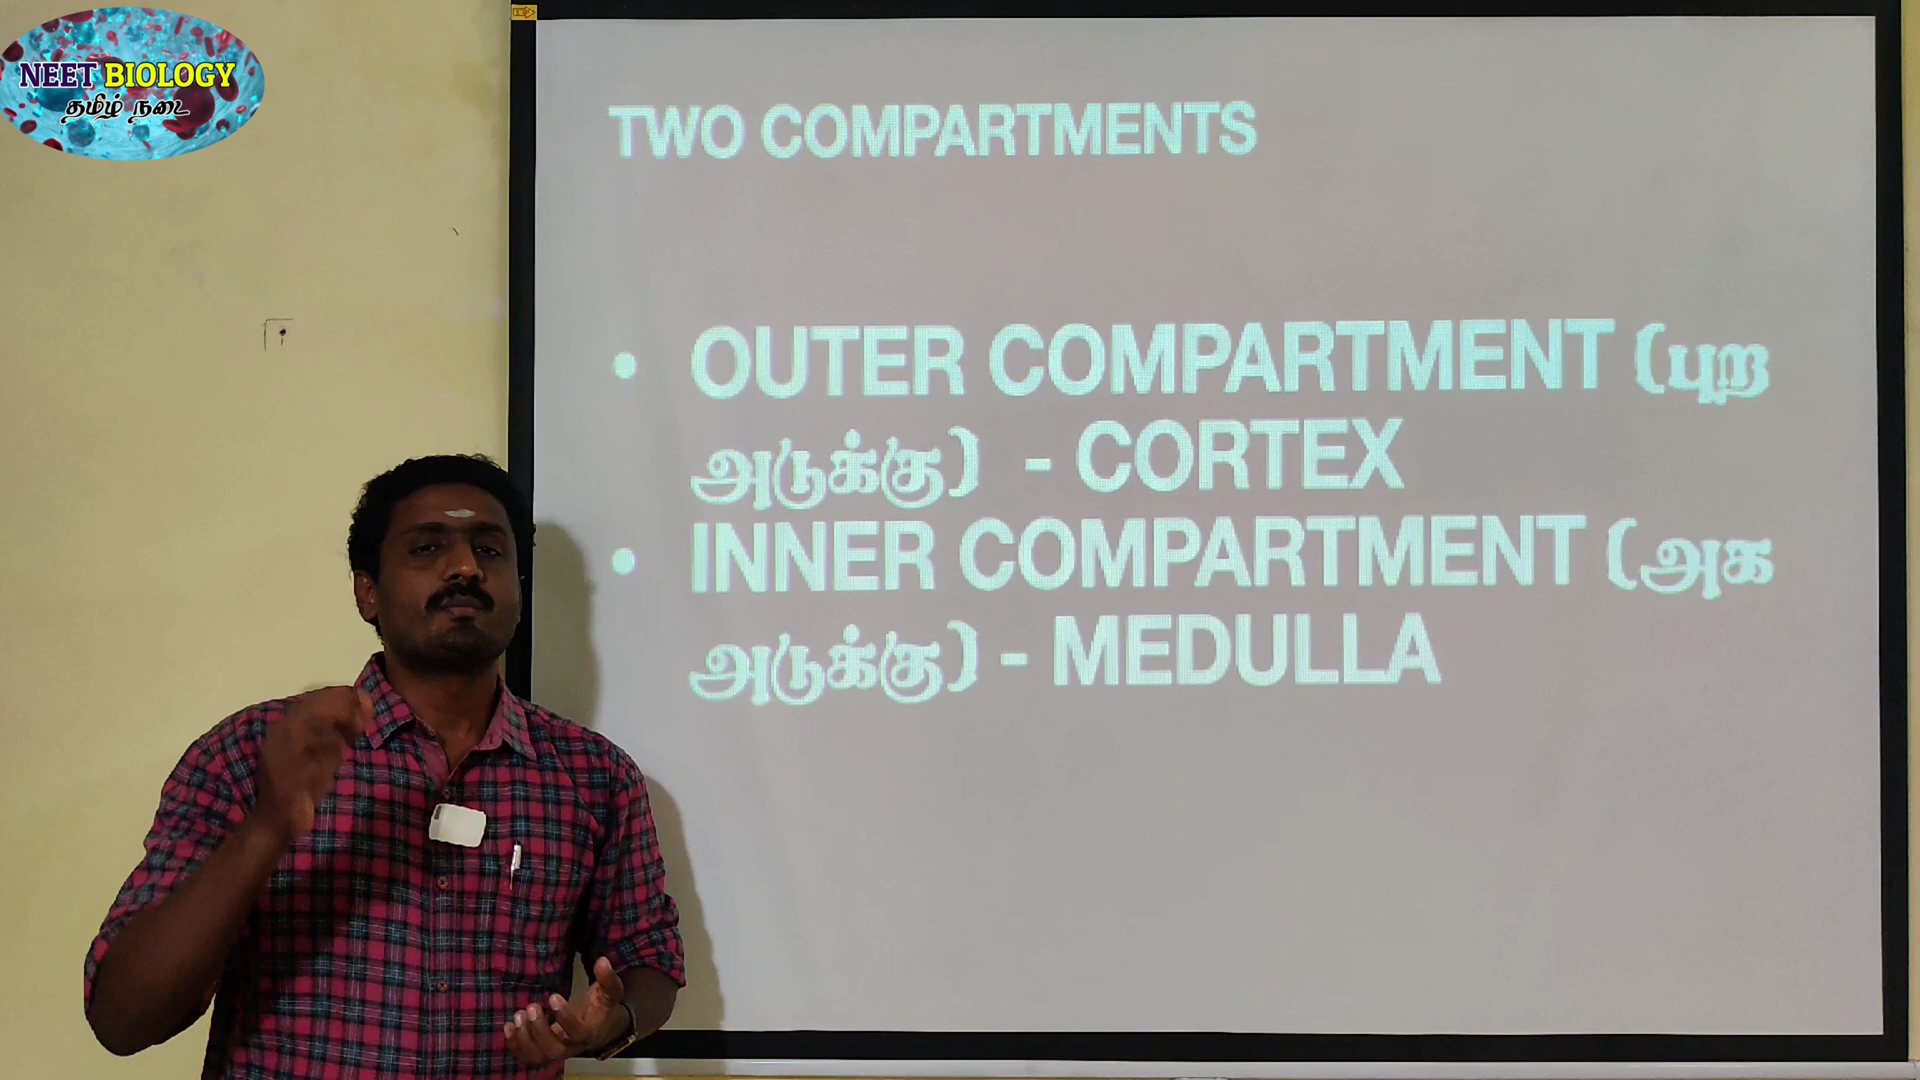 NEET BIOLOGY
தமிழ் நடை
TWO COMPARTMENTS
• OUTER COMPARTMENT (புற
அடுக்கு) - CORTEX
• INNER COMPARTMENT (அக
அடுக்கு) - MEDULLA